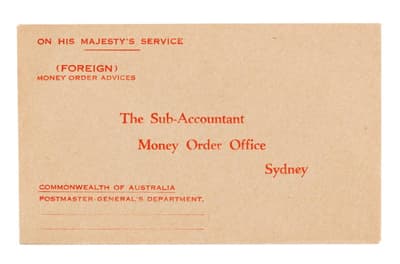 ON HIS MAJESTY'S SERVICE
(FOREIGN)
MONEY ORDER ADVICES
The Sub-Accountant
Money Order Office
Sydney
COMMONWEALTH OF AUSTRALIA
POSTMASTER-GENERAL'S DEPARTMENT.